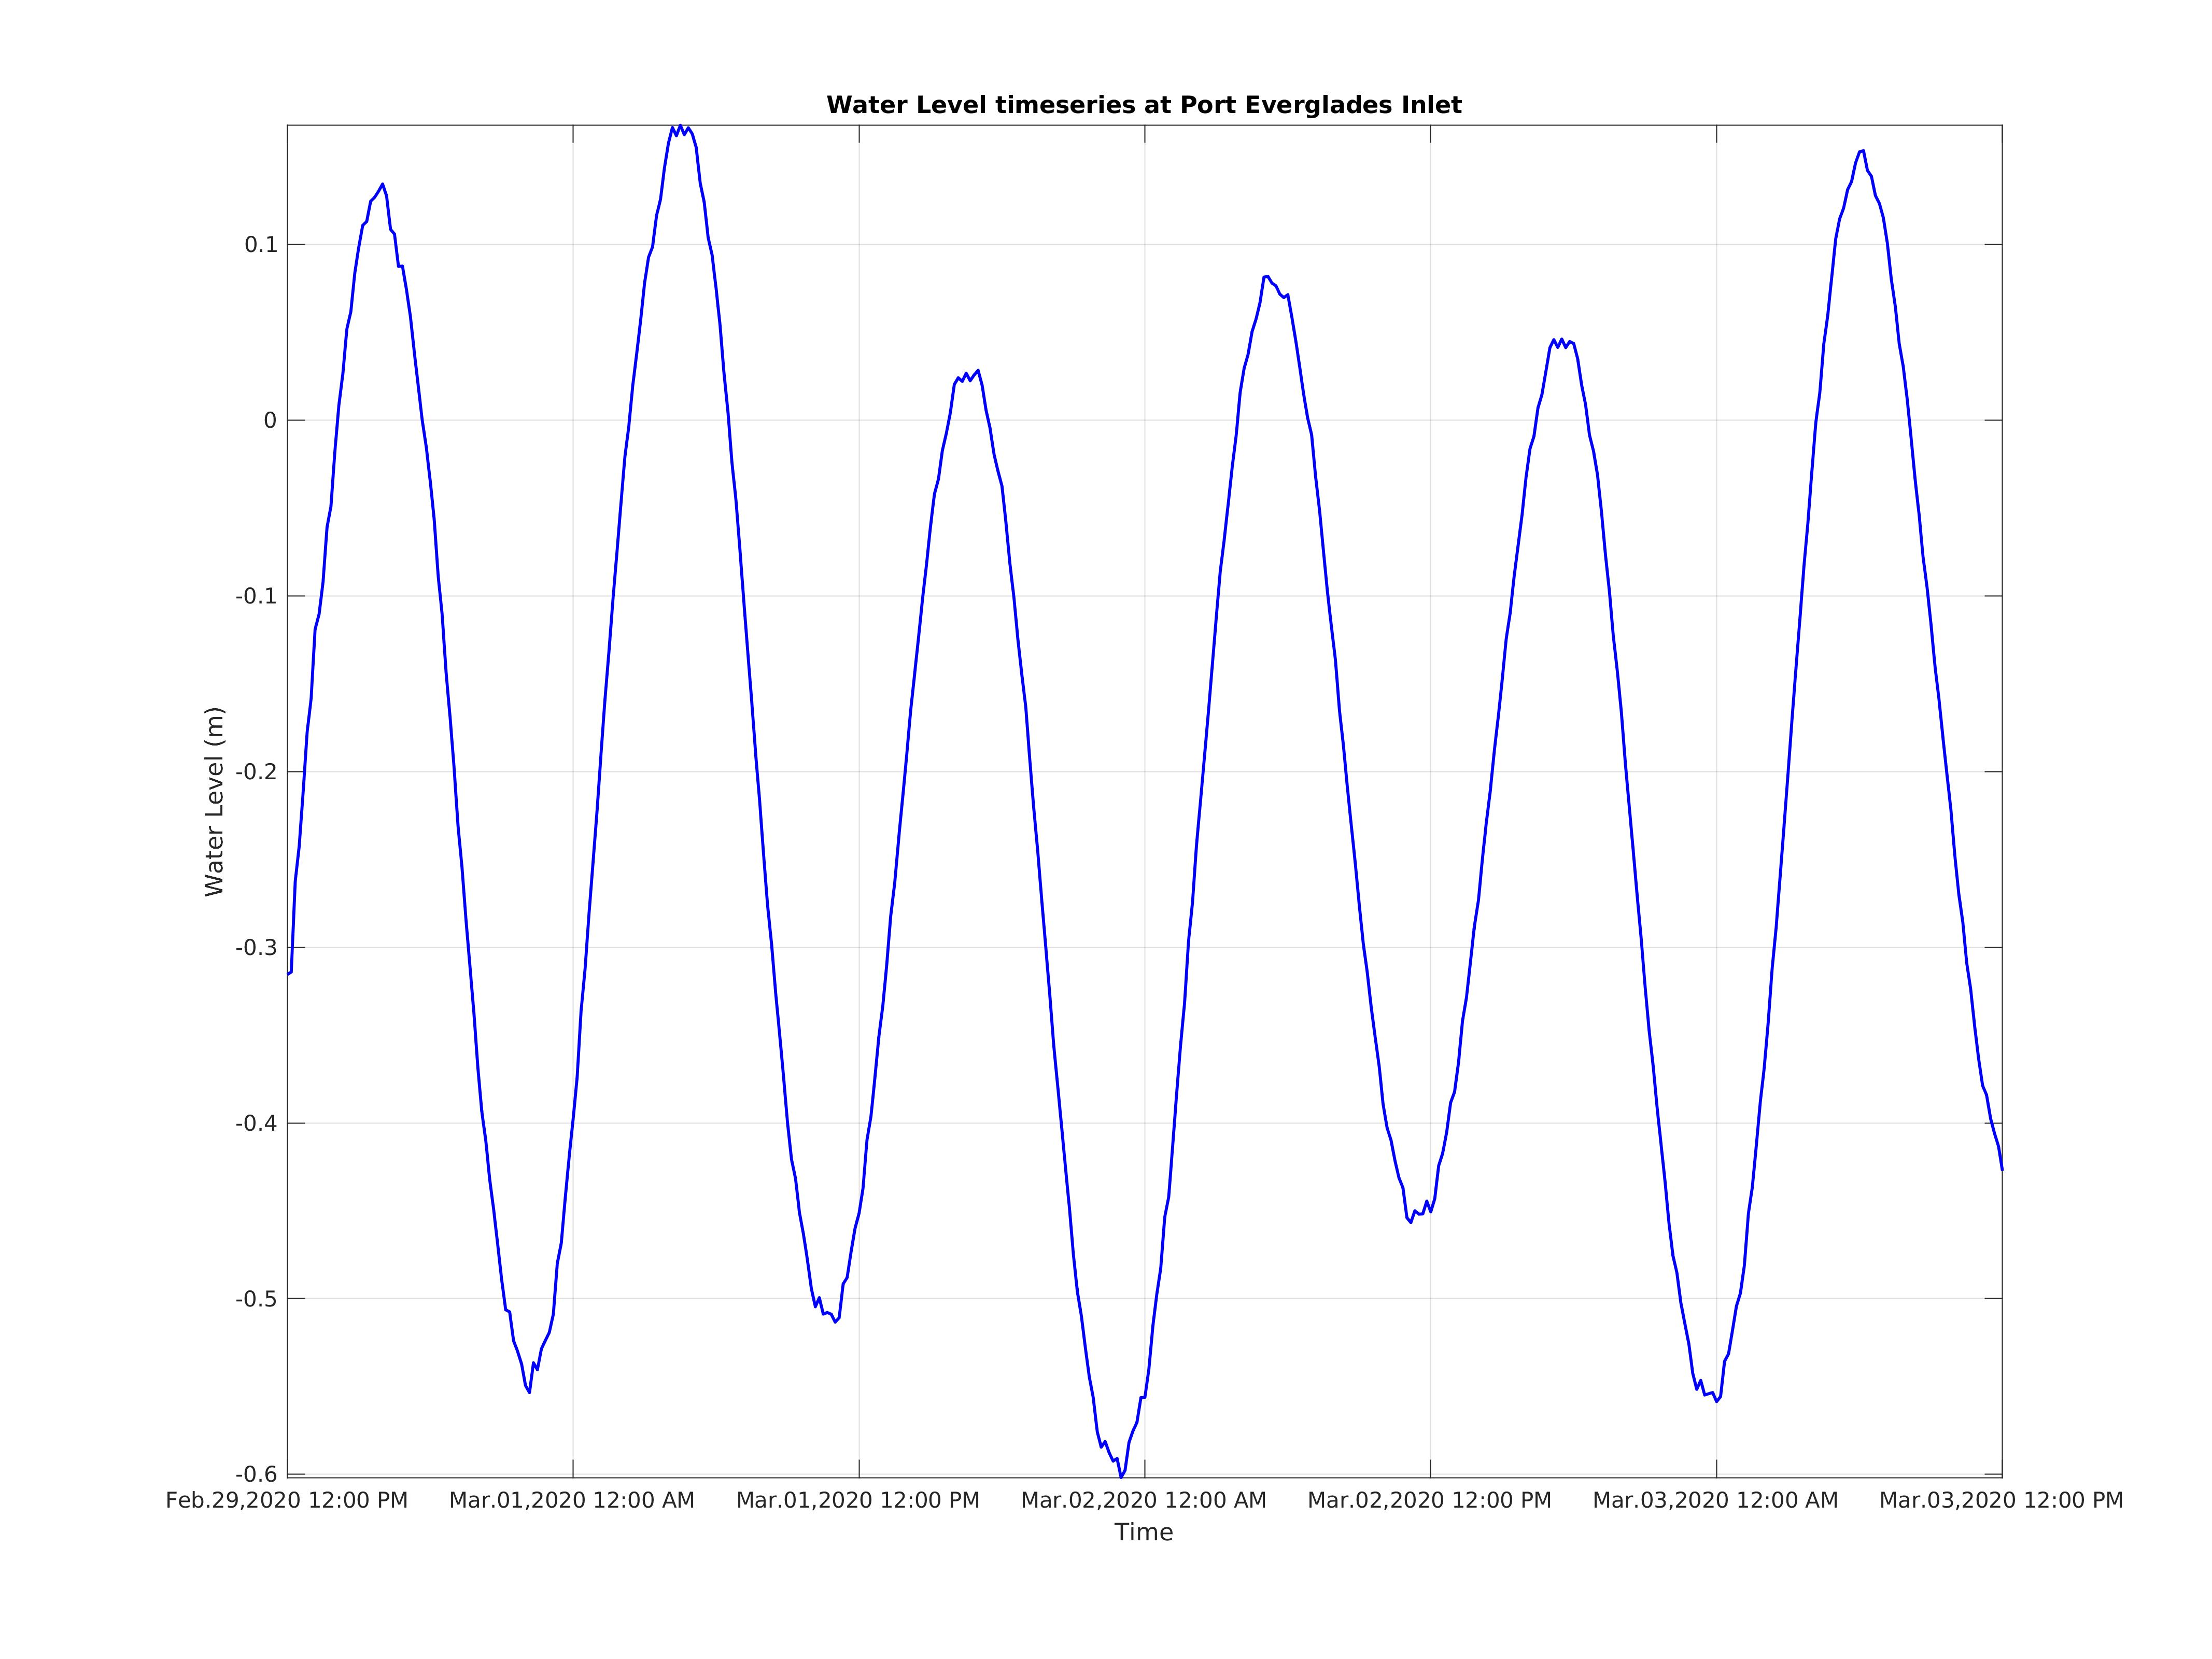 Water Level timeseries at Port Everglades Inlet
0.1
0
-0.1
-0.2
-0.3
-0.4
-0.5
-0.6
Water Level (m)
Feb.29,2020 12:00 PM Mar.01,2020 12:00 AM Mar.01,2020 12:00 PM Mar.02,2020 12:00 AM Mar.02,2020 12:00 PM Mar.03,2020 12:00 AM Mar.03,2020 12:00 PM
Time